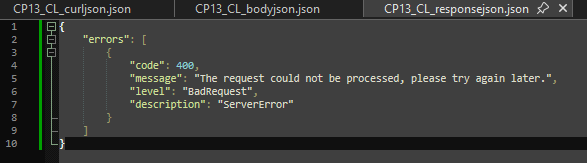 CP13_CL_curljson.json
CP13_CL_bodyjson.json
CP13_CL_responsejson.json
1 {
2 "errors": [
3 {
4 "code": 400,
5 "message": "The request could not be processed, please try again later.",
6 "level": "BadRequest",
7 "description": "ServerError"
8 }
9 ]
10 }